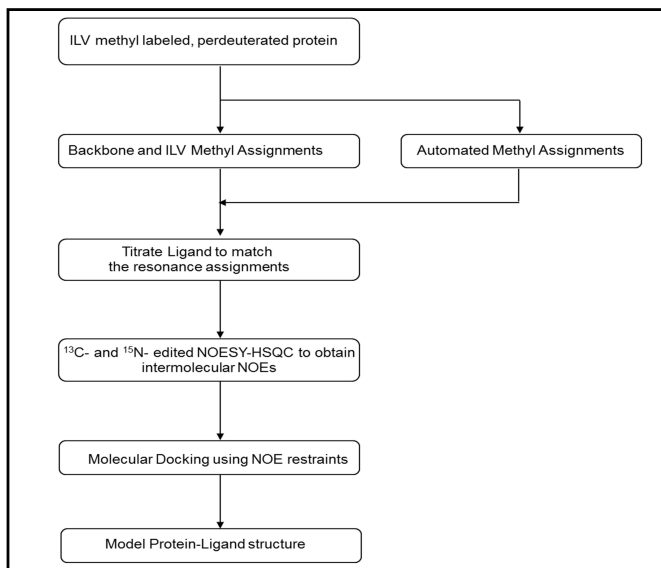 ILV methyl labeled, perdeuterated protein
Backbone and ILV Methyl Assignments
Automated Methyl Assignments
Titrate Ligand to match
the resonance assignments
¹³C- and ¹⁵N- edited NOESY-HSQC to obtain
intermolecular NOEs
Molecular Docking using NOE restraints
Model Protein-Ligand structure